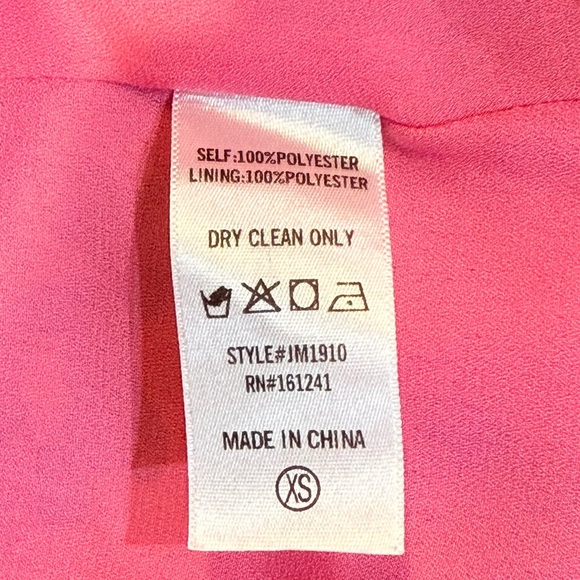 SELF:100%POLYESTER
LINING:100%POLYESTER
DRY CLEAN ONLY
STYLE#JM1910
RN#161241
MADE IN CHINA
XS